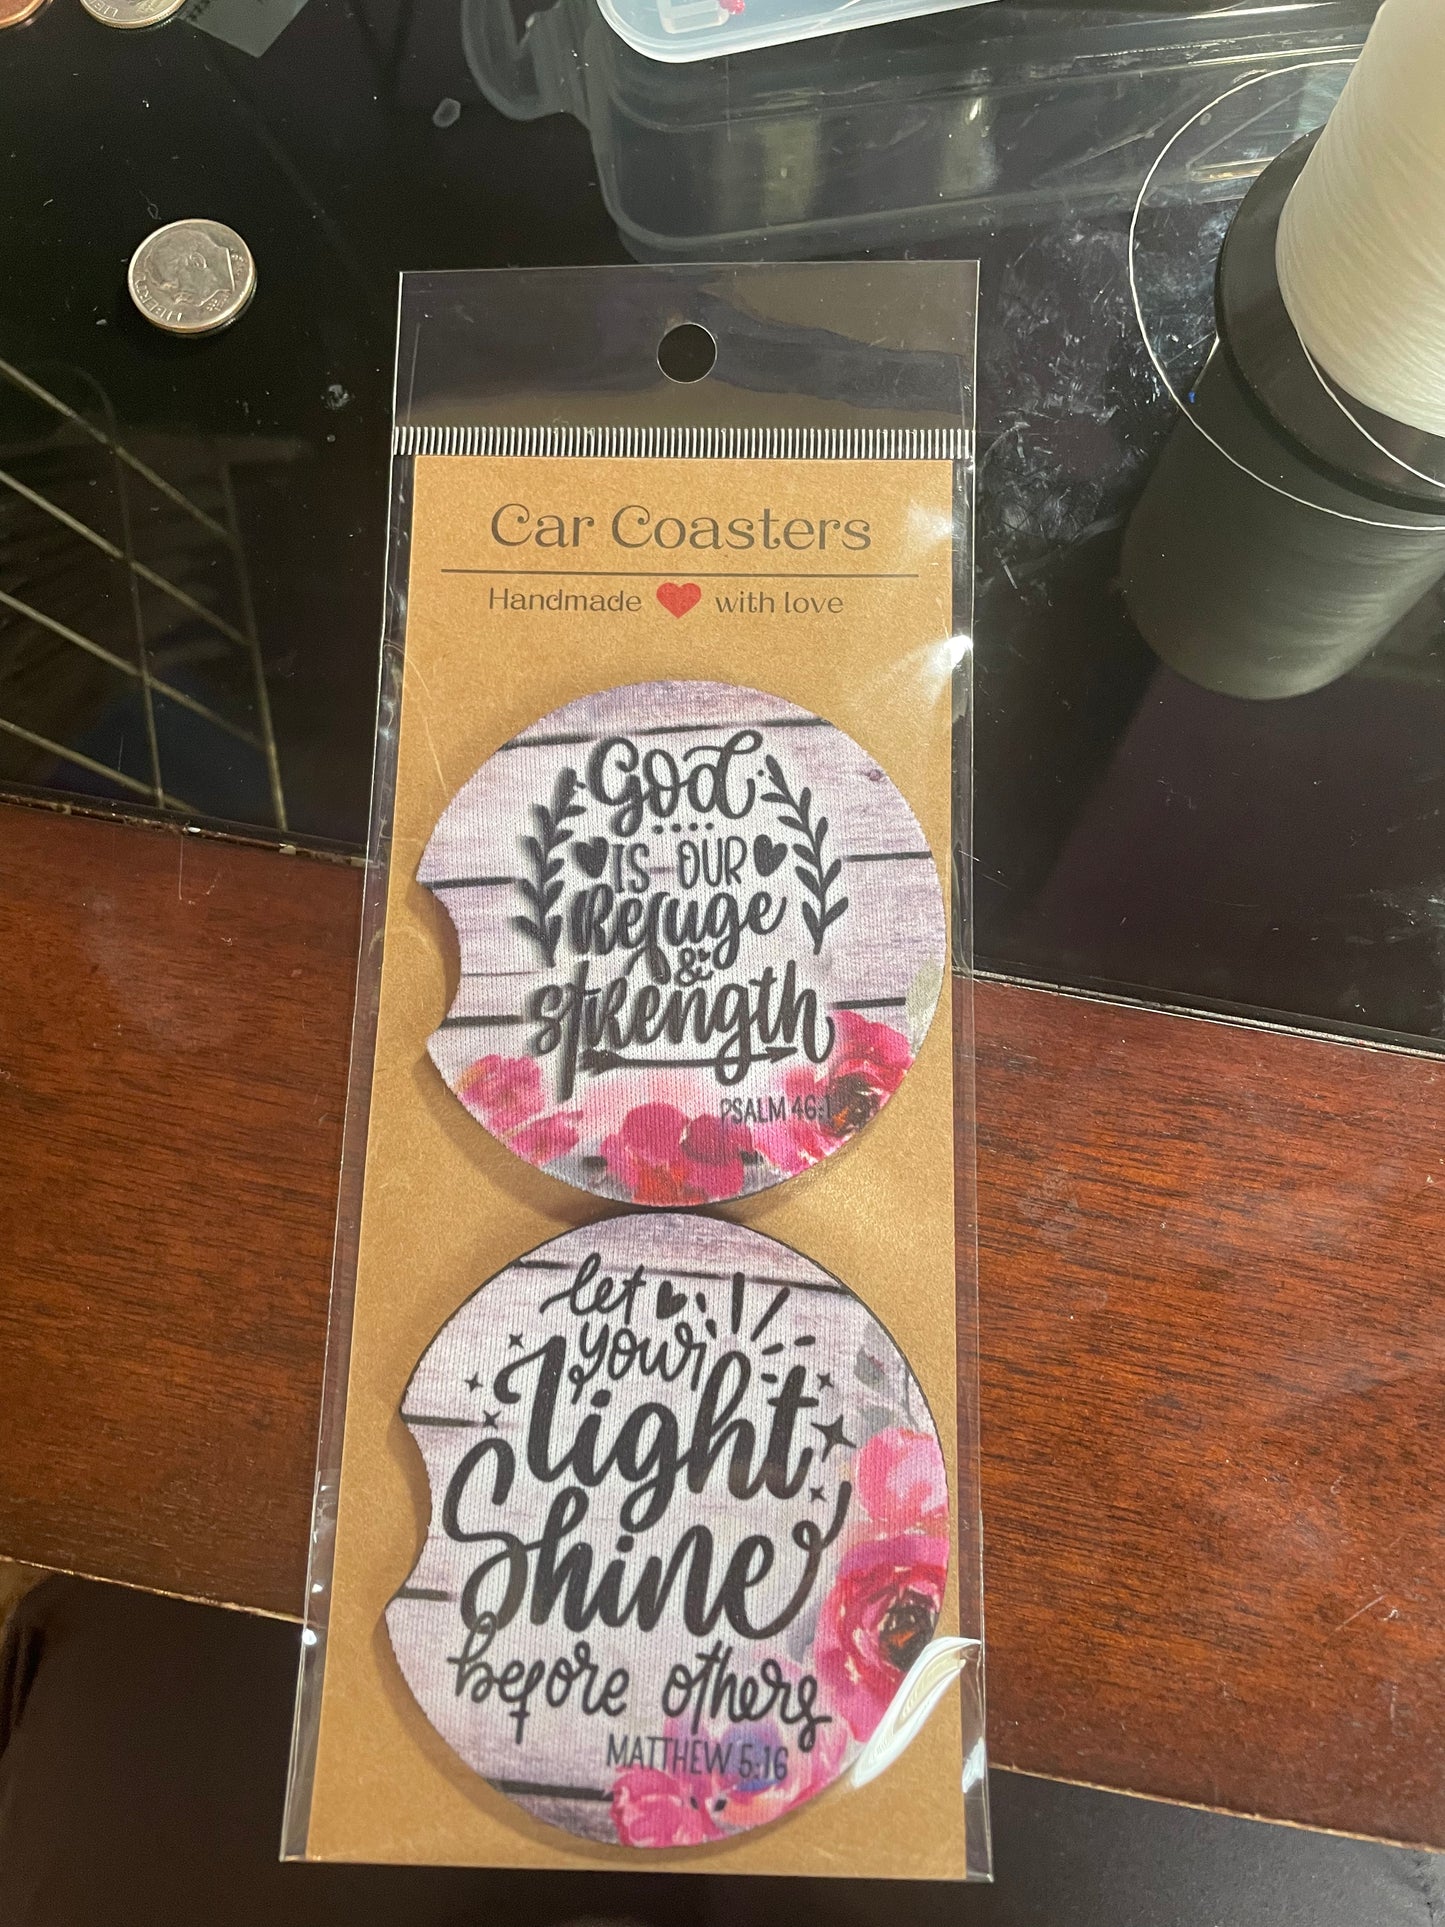 LIBERTY
Car Coasters
Handmade with love
God
IS OUR
Refuge
&
strength
PSALM 46:1
let
your
light
Shine
before others
MATTHEW 5:16